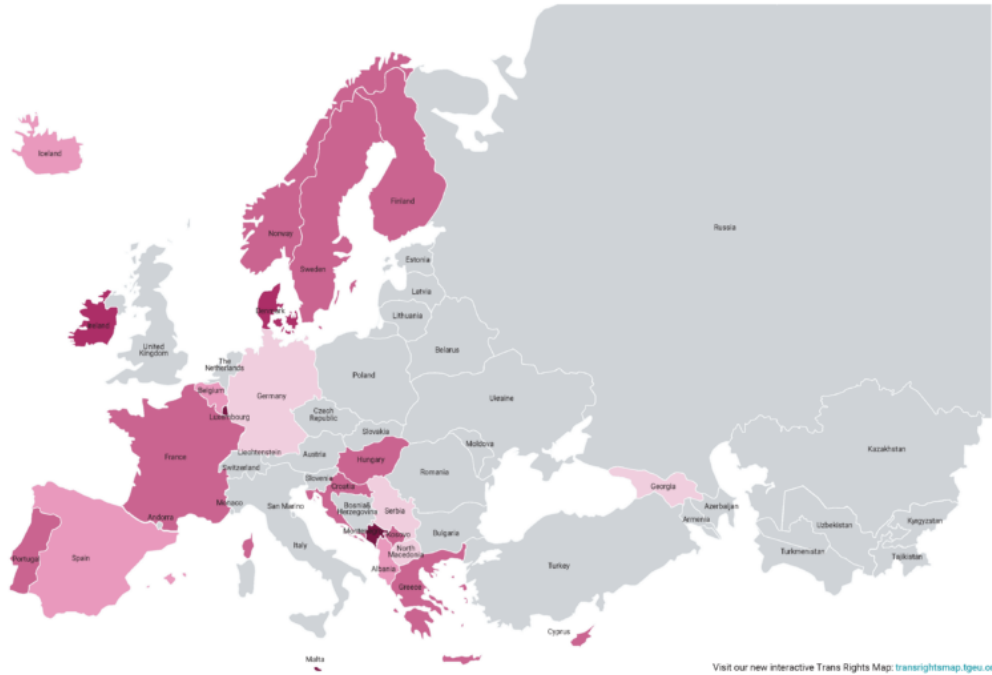 Iceland
Finland
Norway
Sweden
Russia
Estonia
Latvia
Lithuania
Denmark
Ireland
United
Kingdom
Belarus
The
Netherlands
Poland
Belgium
Germany
Ukraine
Luxembourg
Czech
Republic
Slovakia
Moldova
Kazakhstan
France
Liechtenstein
Austria
Switzerland
Hungary
Romania
Slovenia
Croatia
Georgia
Monaco
San Marino
Bosnia&
Herzegovina
Serbia
Azerbaijan
Andorra
Armenia
Uzbekistan
Kyrgyzstan
Kosovo
Bulgaria
Italy
North
Macedonia
Turkmenistan
Tajikistan
Portugal
Spain
Albania
Turkey
Greece
Cyprus
Malta
Visit our new interactive Trans Rights Map: transrightsmap.tgeu.o